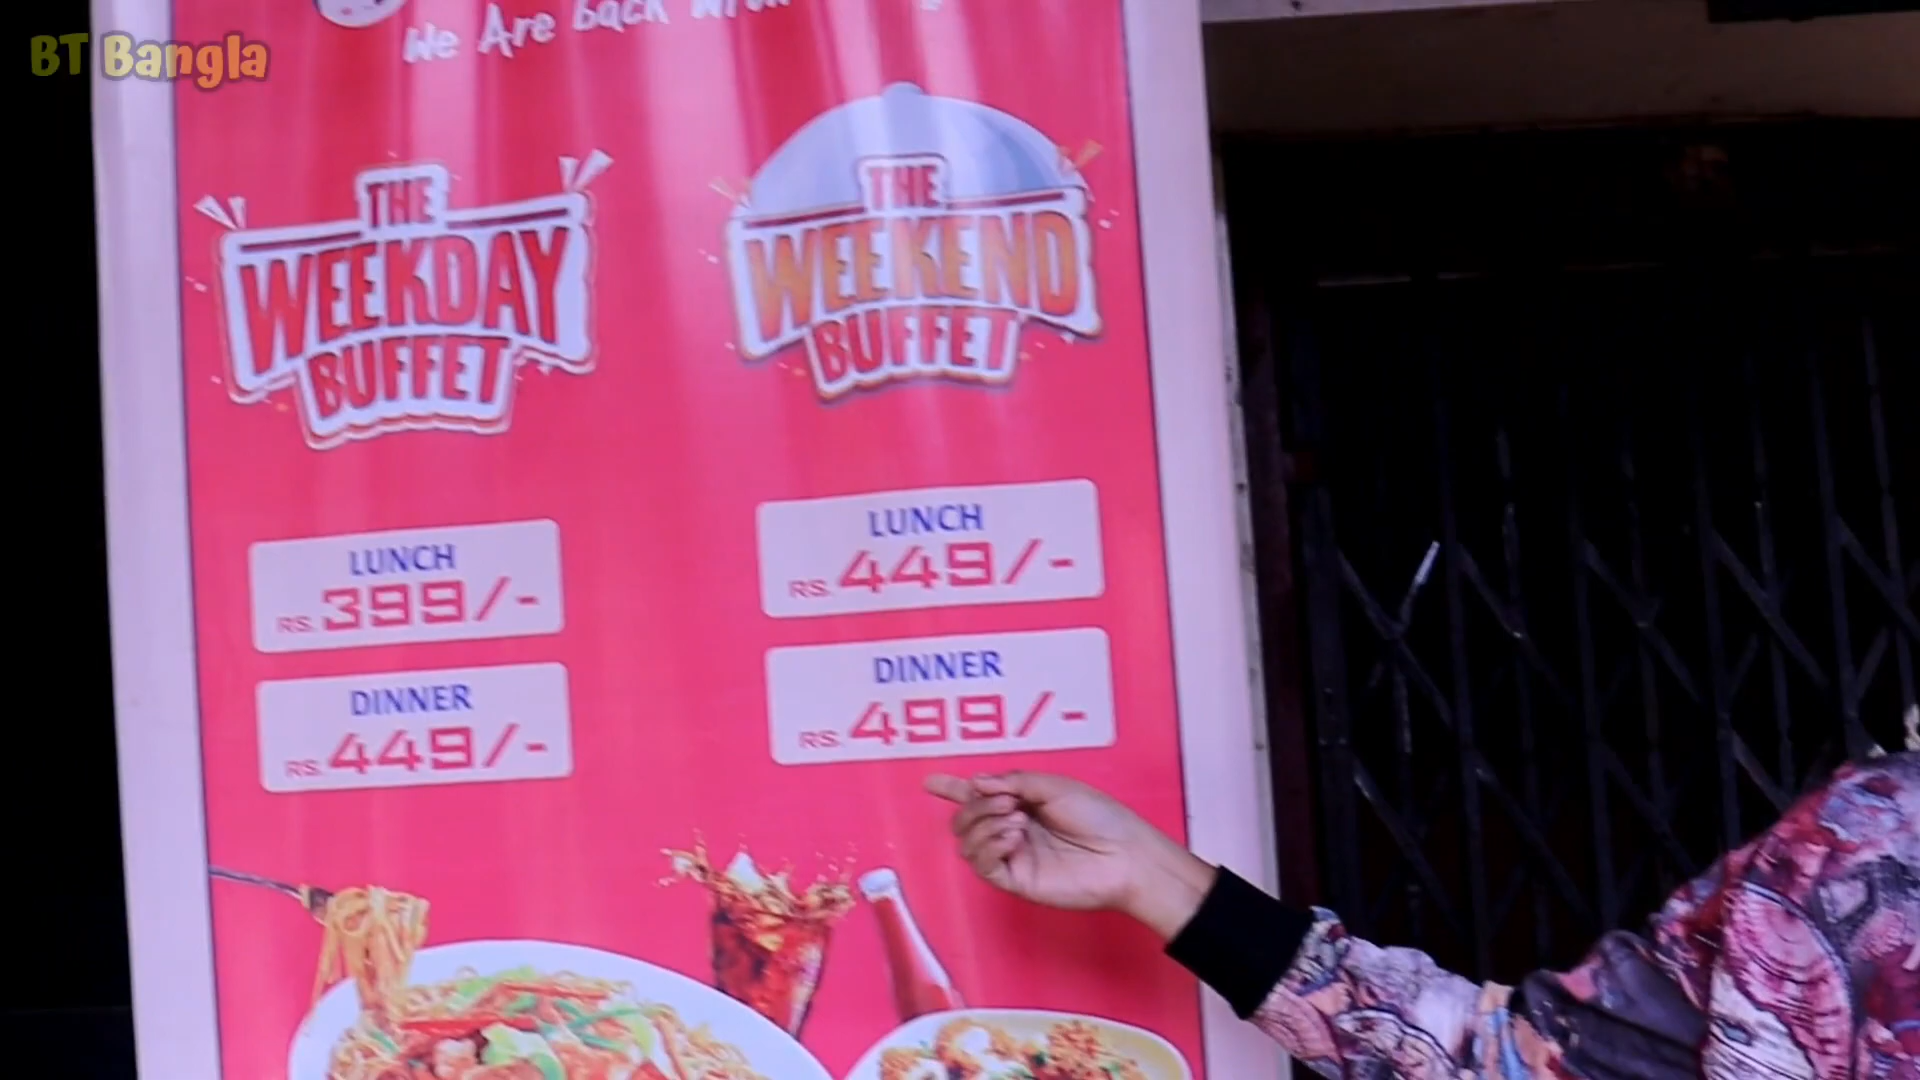 BT Bangla
We Are back
THE
WEEKDAY
BUFFET
LUNCH
RS. 399/-
DINNER
RS. 449/-
THE
WEEKEND
BUFFET
LUNCH
RS. 449/-
DINNER
RS. 499/-